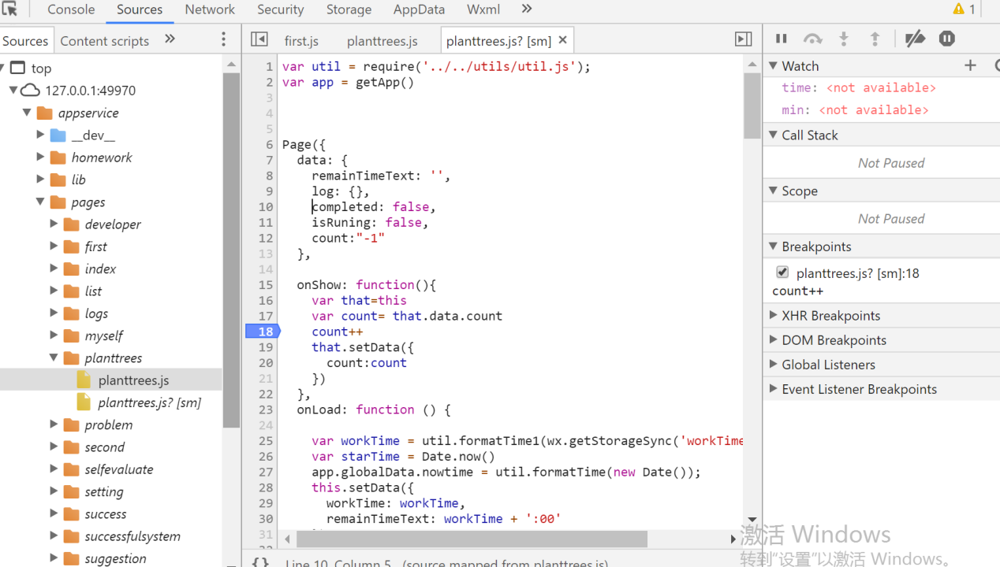 Console Sources Network Security Storage AppData Wxml » 1
Sources Content scripts »
first.js planttrees.js planttrees.js? [sm] ×
top
127.0.0.1:49970
appservice
__dev__
homework
lib
pages
developer
first
index
list
logs
myself
planttrees
planttrees.js
planttrees.js? [sm]
problem
second
selfevaluate
setting
success
successfulsystem
suggestion
1 var util = require('../../utils/util.js');
2 var app = getApp()
3
4
5
6 Page({
7 data: {
8 remainTimeText: '',
9 log: {},
10 completed: false,
11 isRuning: false,
12 count:"-1"
13 },
14
15 onShow: function(){
16 var that=this
17 var count= that.data.count
18 count++
19 that.setData({
20 count:count
21 })
22 },
23 onLoad: function () {
24
25 var workTime = util.formatTime1(wx.getStorageSync('workTime
26 var starTime = Date.now()
27 app.globalData.nowtime = util.formatTime(new Date());
28 this.setData({
29 workTime: workTime,
30 remainTimeText: workTime + ':00'
31
{} Line 10, Column 5 (source mapped from planttrees.js)
Watch +
time: <not available>
min: <not available>
Call Stack
Not Paused
Scope
Not Paused
Breakpoints
planttrees.js? [sm]:18
count++
XHR Breakpoints
DOM Breakpoints
Global Listeners
Event Listener Breakpoints
激活 Windows
转到“设置”以激活 Windows。